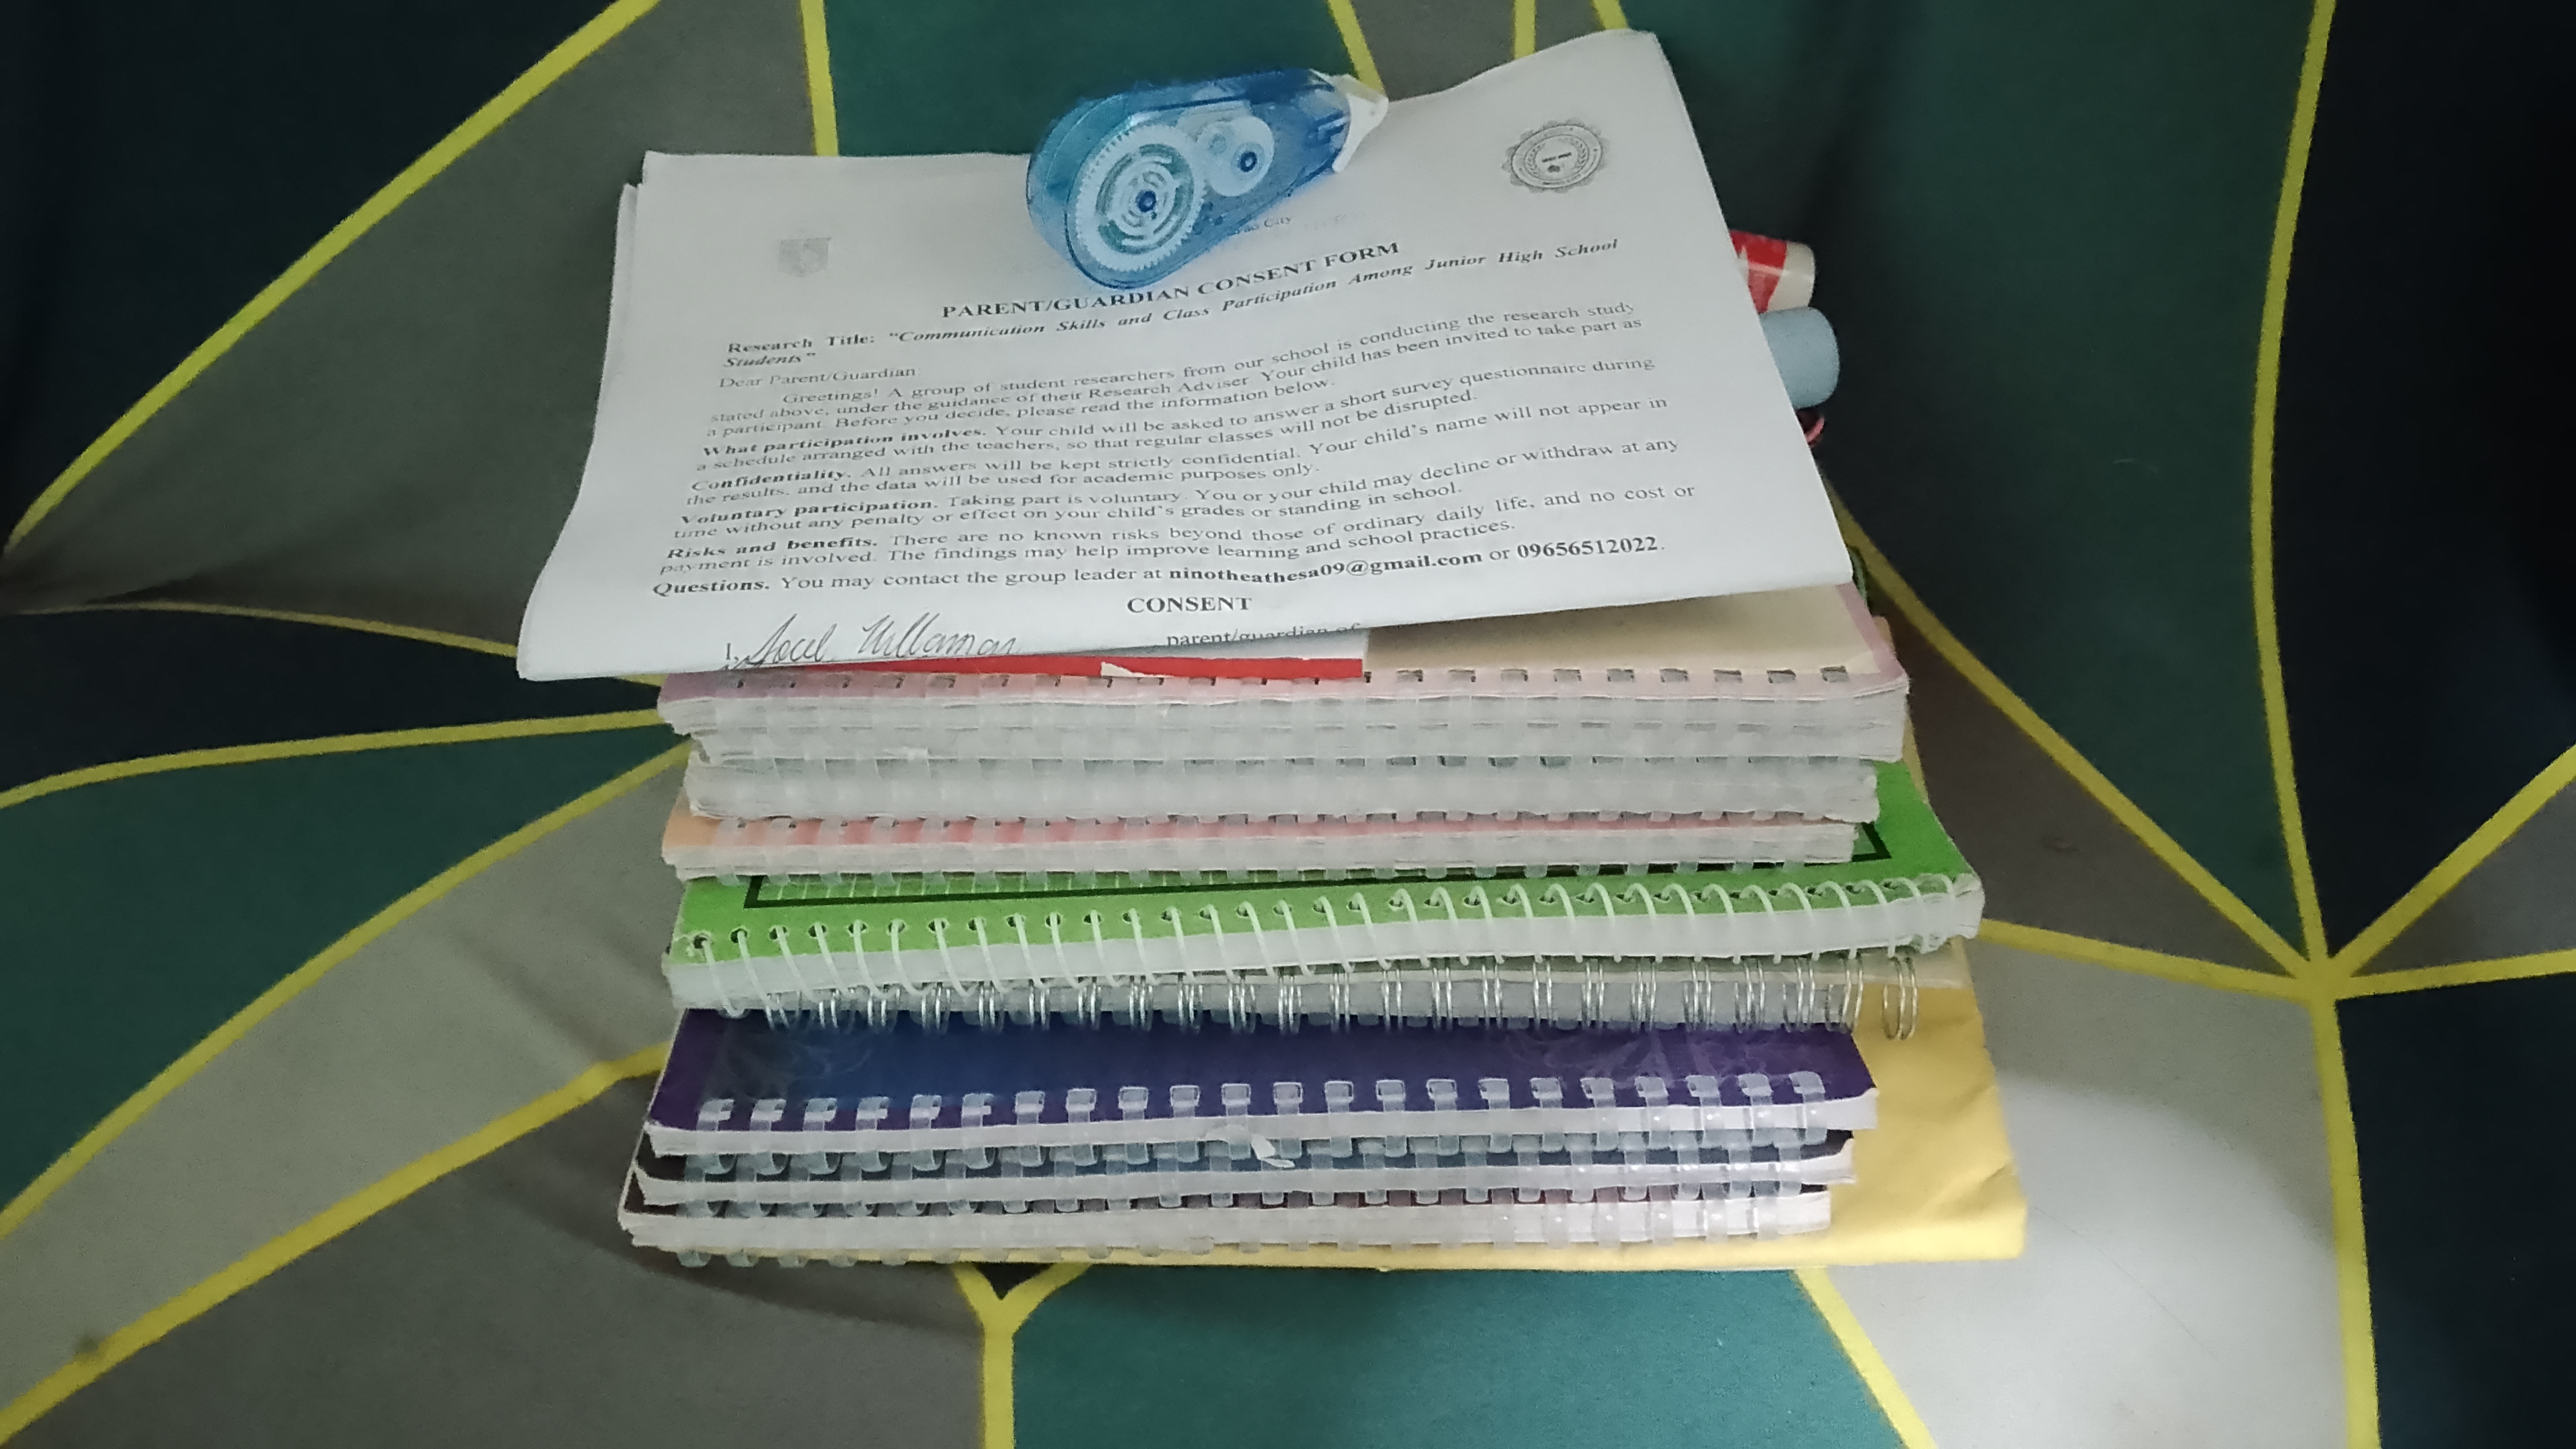 ao City
PARENT/GUARDIAN CONSENT FORM
Research Title: "Communication Skills and Class Participation Among Junior High School
Students"
Dear Parent/Guardian
Greetings! A group of student researchers from our school is conducting the research study
stated above, under the guidance of their Research Adviser. Your child has been invited to take part as
a participant. Before you decide, please read the information below.
What participation involves. Your child will be asked to answer a short survey questionnaire during
a schedule arranged with the teachers, so that regular classes will not be disrupted.
Confidentiality. All answers will be kept strictly confidential. Your child's name will not appear in
the results, and the data will be used for academic purposes only.
Voluntary participation. Taking part is voluntary. You or your child may decline or withdraw at any
time without any penalty or effect on your child's grades or standing in school.
Risks and benefits. There are no known risks beyond those of ordinary daily life, and no cost or
payment is involved. The findings may help improve learning and school practices.
Questions. You may contact the group leader at ninotheathesa09@gmail.com or 09656512022.
CONSENT
I, parent/guardian of